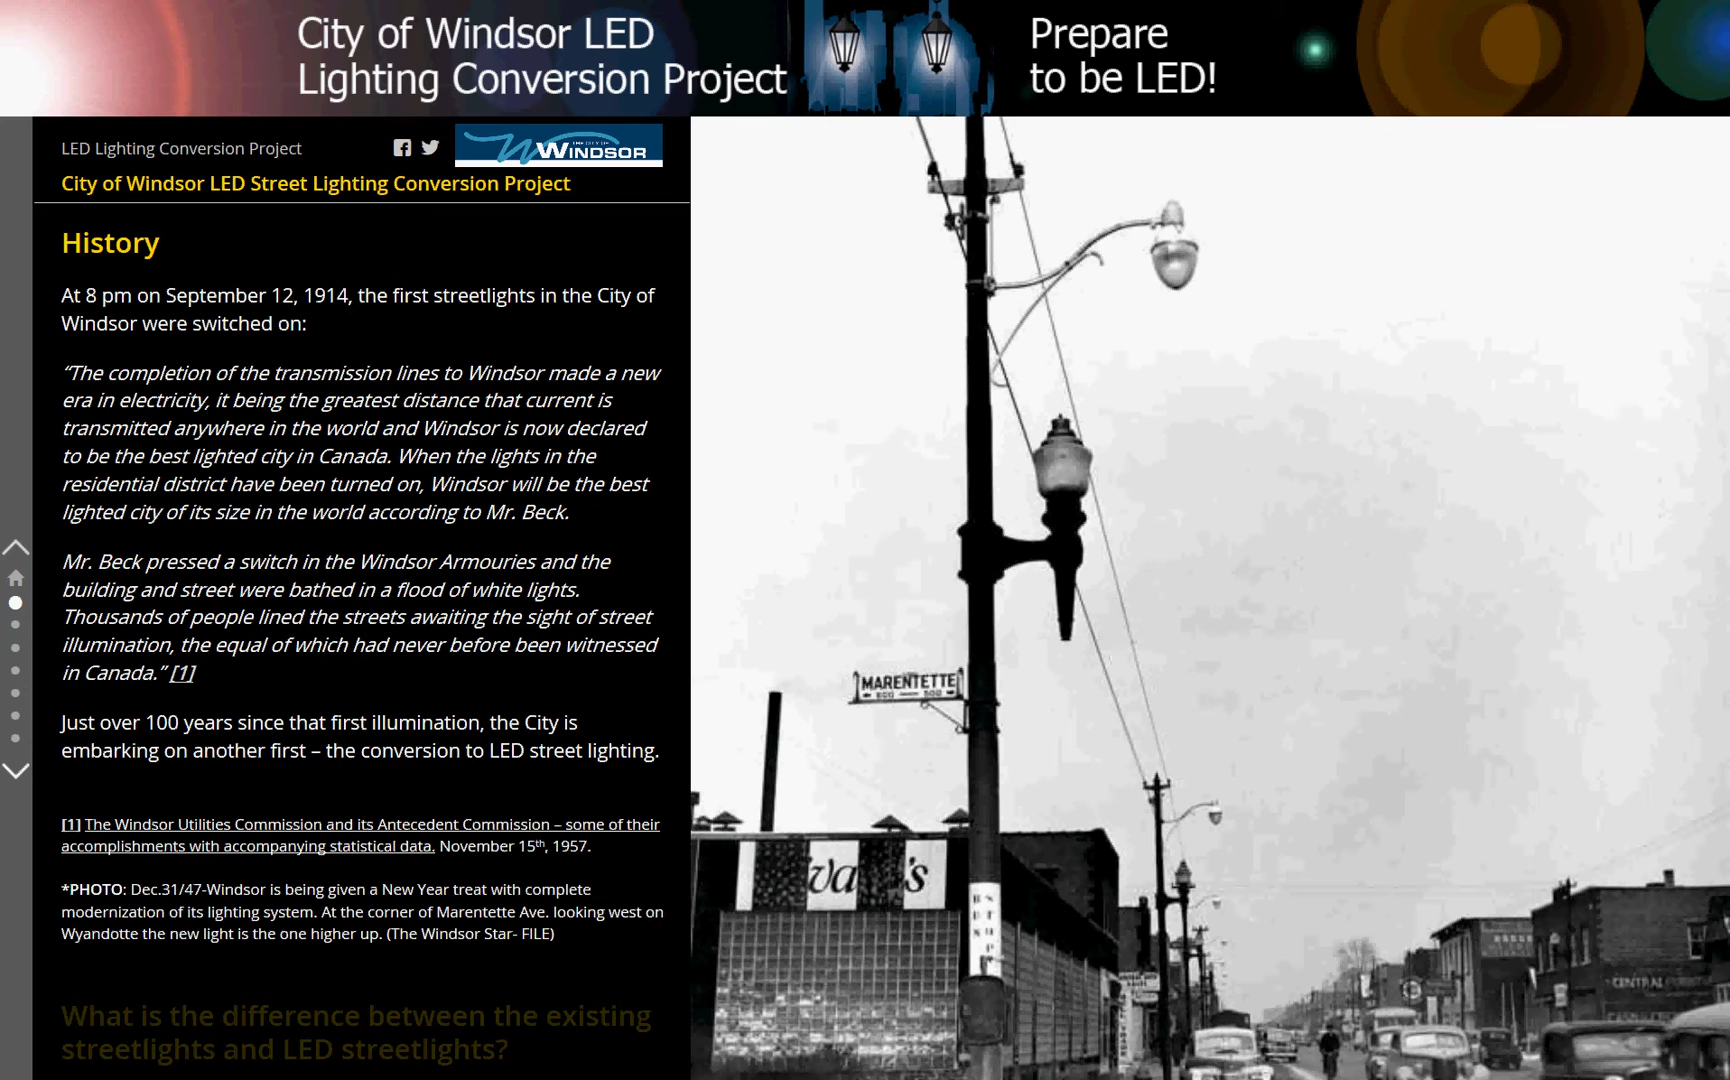 City of Windsor LED
Lighting Conversion Project
Prepare
to be LED!
LED Lighting Conversion Project
THE CITY OF
WINDSOR
City of Windsor LED Street Lighting Conversion Project
History
At 8 pm on September 12, 1914, the first streetlights in the City of
Windsor were switched on:
“The completion of the transmission lines to Windsor made a new
era in electricity, it being the greatest distance that current is
transmitted anywhere in the world and Windsor is now declared
to be the best lighted city in Canada. When the lights in the
residential district have been turned on, Windsor will be the best
lighted city of its size in the world according to Mr. Beck.
Mr. Beck pressed a switch in the Windsor Armouries and the
building and street were bathed in a flood of white lights.
Thousands of people lined the streets awaiting the sight of street
illumination, the equal of which had never before been witnessed
in Canada.” [1]
Just over 100 years since that first illumination, the City is
embarking on another first – the conversion to LED street lighting.
[1] The Windsor Utilities Commission and its Antecedent Commission – some of their
accomplishments with accompanying statistical data. November 15th, 1957.
*PHOTO: Dec.31/47-Windsor is being given a New Year treat with complete
modernization of its lighting system. At the corner of Marentette Ave. looking west on
Wyandotte the new light is the one higher up. (The Windsor Star- FILE)
What is the difference between the existing
streetlights and LED streetlights?
MARENTETTE
BUS STOP
CENTRAL